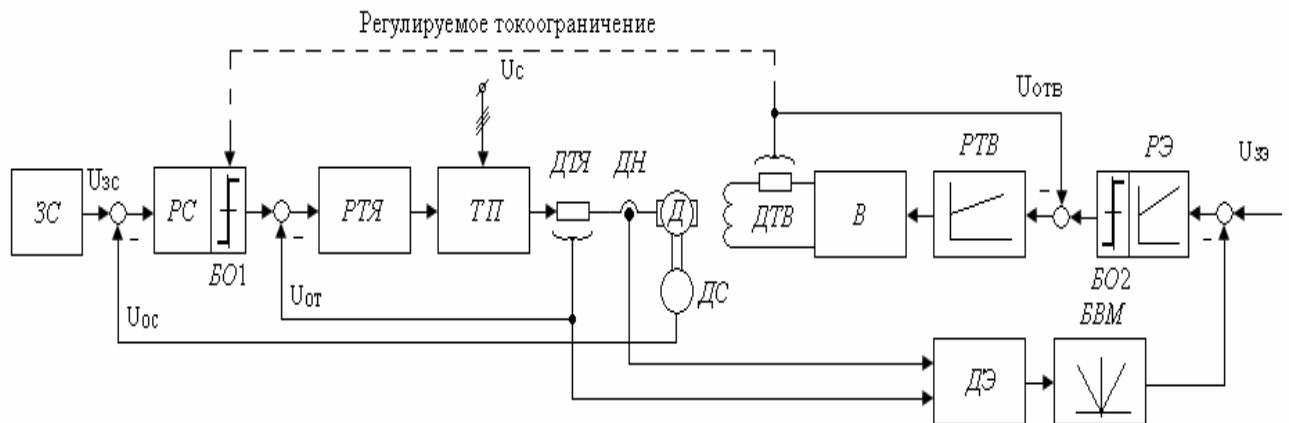 Регулируемое токоограничение
Uс
Uотв
РТВ
РЭ
Uзэ
ДТЯ
ДН
Uзс
ЗС
РС
РТЯ
ТП
Д
ДТВ
В
БО1
БО2
ДС
Uот
Uос
БВМ
ДЭ